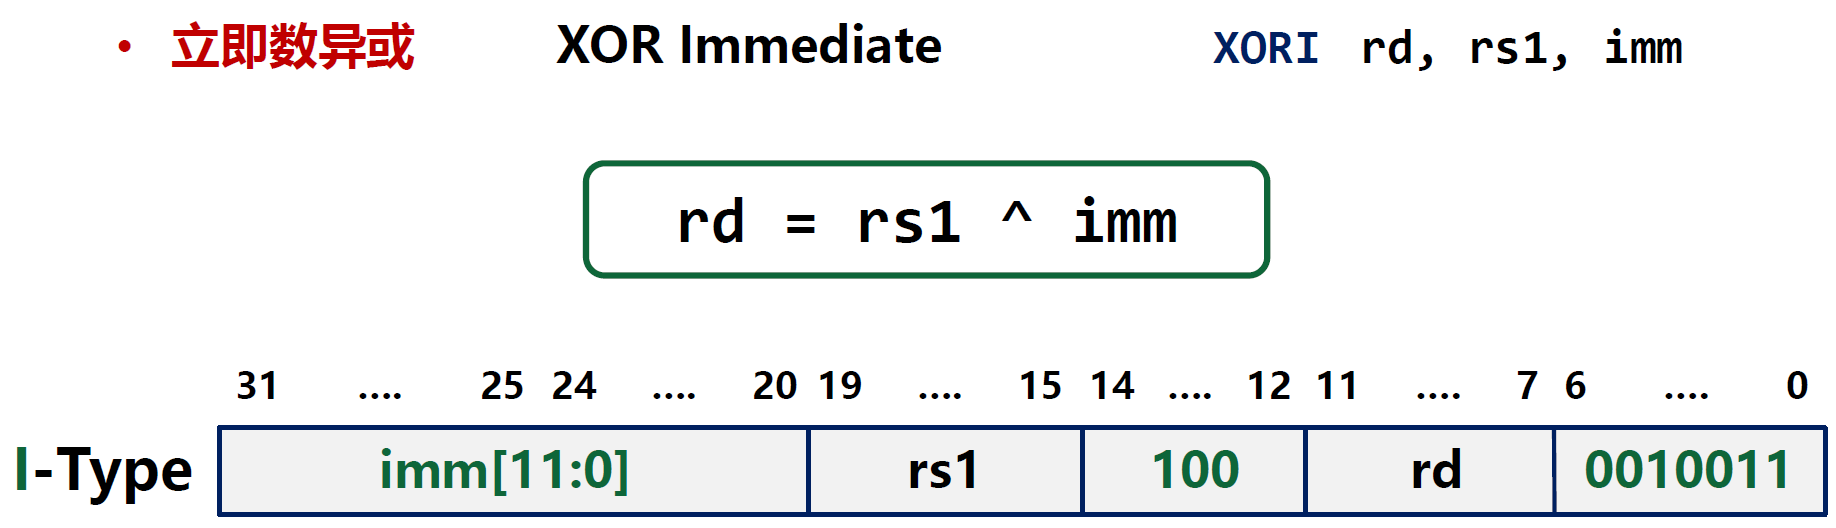 • 立即数异或 XOR Immediate XORI rd, rs1, imm
rd = rs1 ^ imm
31 .... 25 24 .... 20 19 .... 15 14 .... 12 11 .... 7 6 .... 0
I-Type imm[11:0] rs1 100 rd 0010011